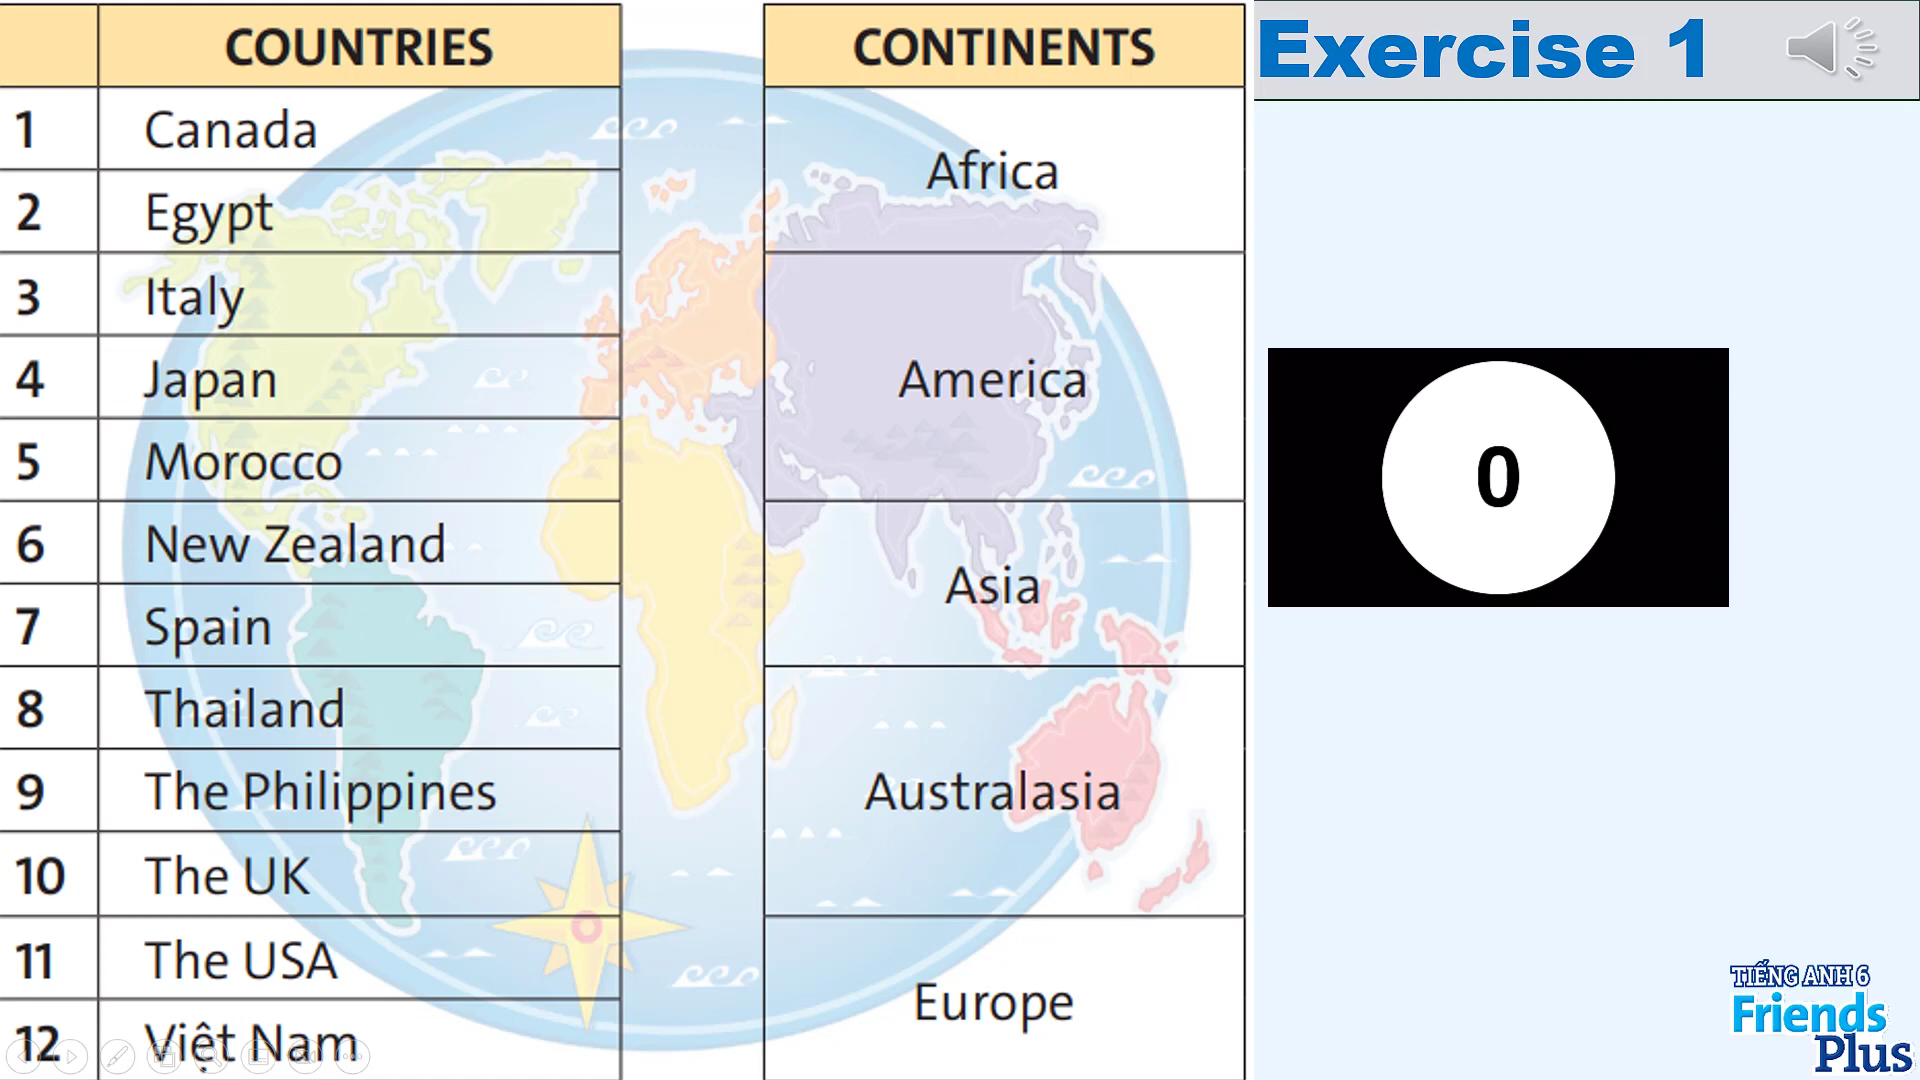 COUNTRIES
1 Canada
2 Egypt
3 Italy
4 Japan
5 Morocco
6 New Zealand
7 Spain
8 Thailand
9 The Philippines
10 The UK
11 The USA
12 Việt Nam
CONTINENTS
Africa
America
Asia
Australasia
Europe
Exercise 1
0
TIẾNG ANH 6
Friends
Plus